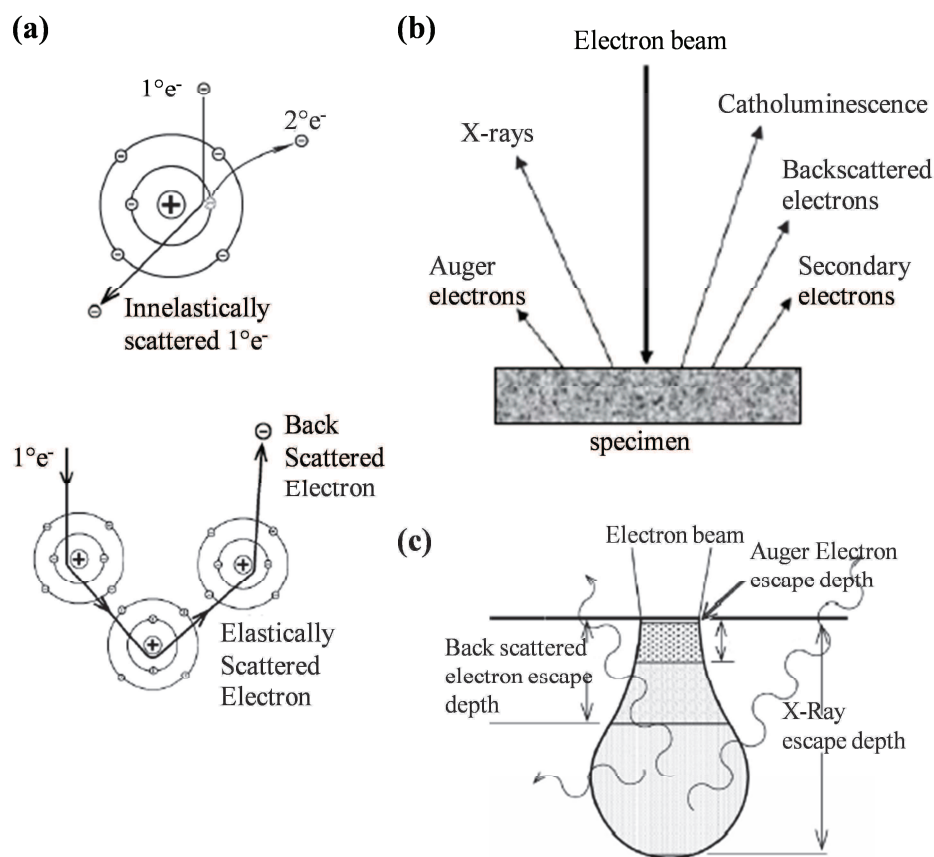 (a)
1°e-
2°e-
Innelastically
scattered 1°e-
1°e-
Back
Scattered
Electron
Elastically
Scattered
Electron
(b)
Electron beam
X-rays
Catholuminescence
Backscattered
electrons
Auger
electrons
Secondary
electrons
specimen
(c)
Electron beam
Auger Electron
escape depth
Back scattered
electron escape
depth
X-Ray
escape depth